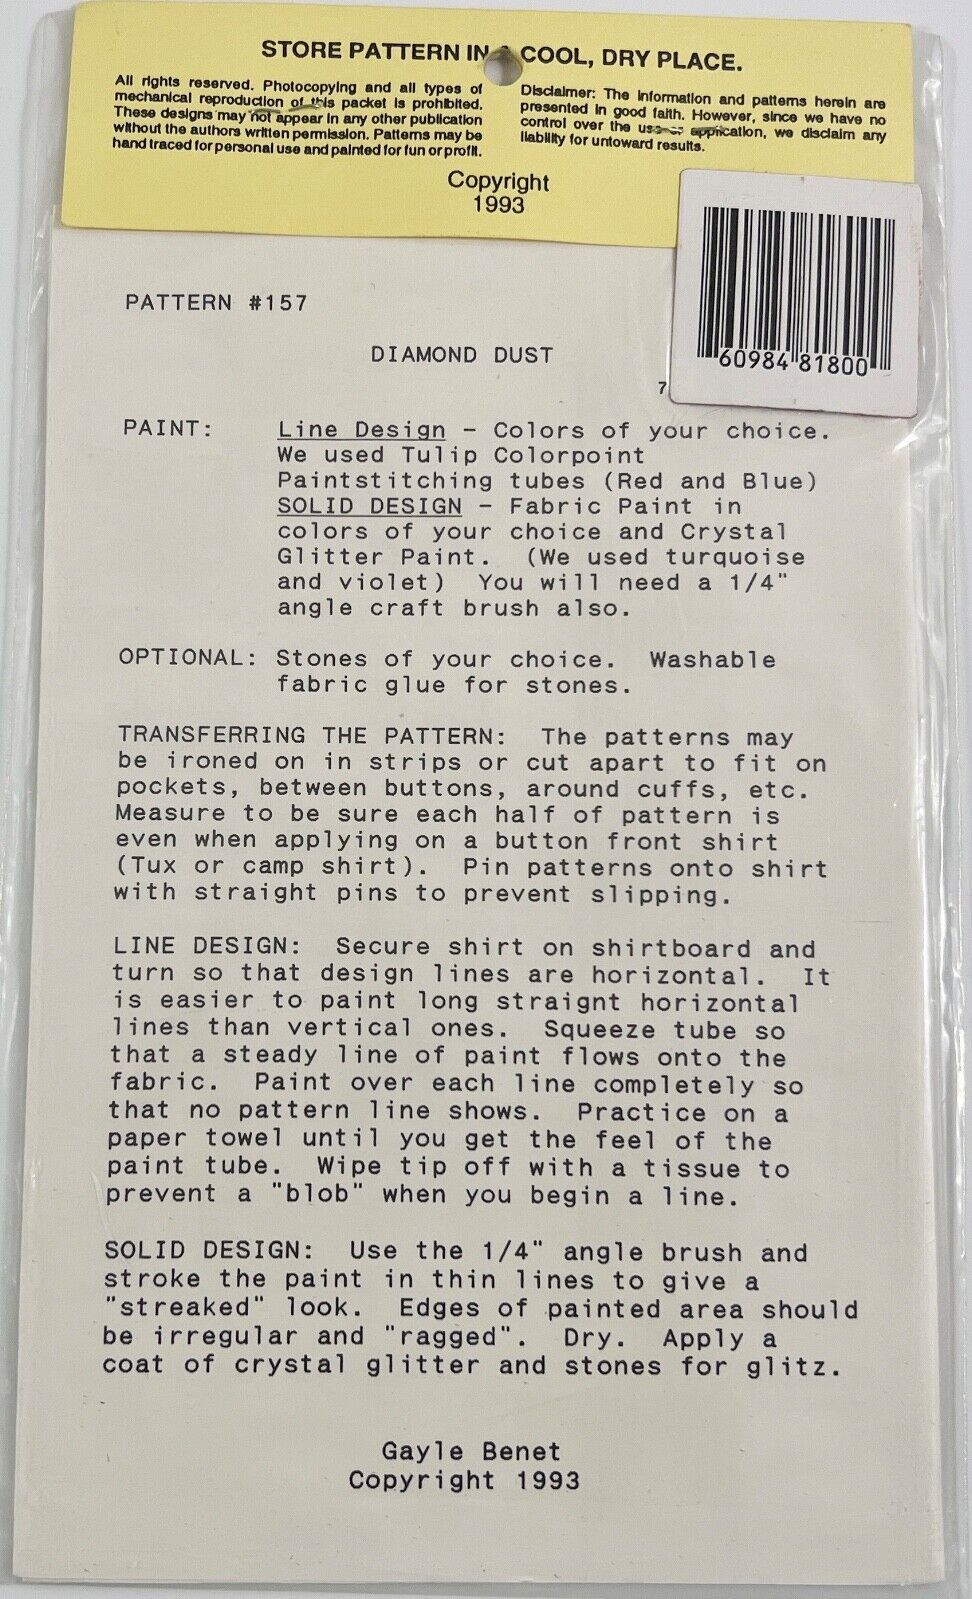 STORE PATTERN IN COOL, DRY PLACE.
All rights reserved. Photocopying and all types of
mechanical reproduction of this packet is prohibited.
These designs may not appear in any other publication
without the authors written permission. Patterns may be
hand traced for personal use and painted for fun or profit.
Disclaimer: The information and patterns herein are
presented in good faith. However, since we have no
control over the use or application, we disclaim any
liability for untoward results.
Copyright
1993
60984 81800
PATTERN #157
DIAMOND DUST
7
PAINT: Line Design - Colors of your choice.
We used Tulip Colorpoint
Paintstitching tubes (Red and Blue)
SOLID DESIGN - Fabric Paint in
colors of your choice and Crystal
Glitter Paint. (We used turquoise
and violet) You will need a 1/4"
angle craft brush also.
OPTIONAL: Stones of your choice. Washable
fabric glue for stones.
TRANSFERRING THE PATTERN: The patterns may
be ironed on in strips or cut apart to fit on
pockets, between buttons, around cuffs, etc.
Measure to be sure each half of pattern is
even when applying on a button front shirt
(Tux or camp shirt). Pin patterns onto shirt
with straight pins to prevent slipping.
LINE DESIGN: Secure shirt on shirtboard and
turn so that design lines are horizontal. It
is easier to paint long straignt horizontal
lines than vertical ones. Squeeze tube so
that a steady line of paint flows onto the
fabric. Paint over each line completely so
that no pattern line shows. Practice on a
paper towel until you get the feel of the
paint tube. Wipe tip off with a tissue to
prevent a "blob" when you begin a line.
SOLID DESIGN: Use the 1/4" angle brush and
stroke the paint in thin lines to give a
"streaked" look. Edges of painted area should
be irregular and "ragged". Dry. Apply a
coat of crystal glitter and stones for glitz.
Gayle Benet
Copyright 1993